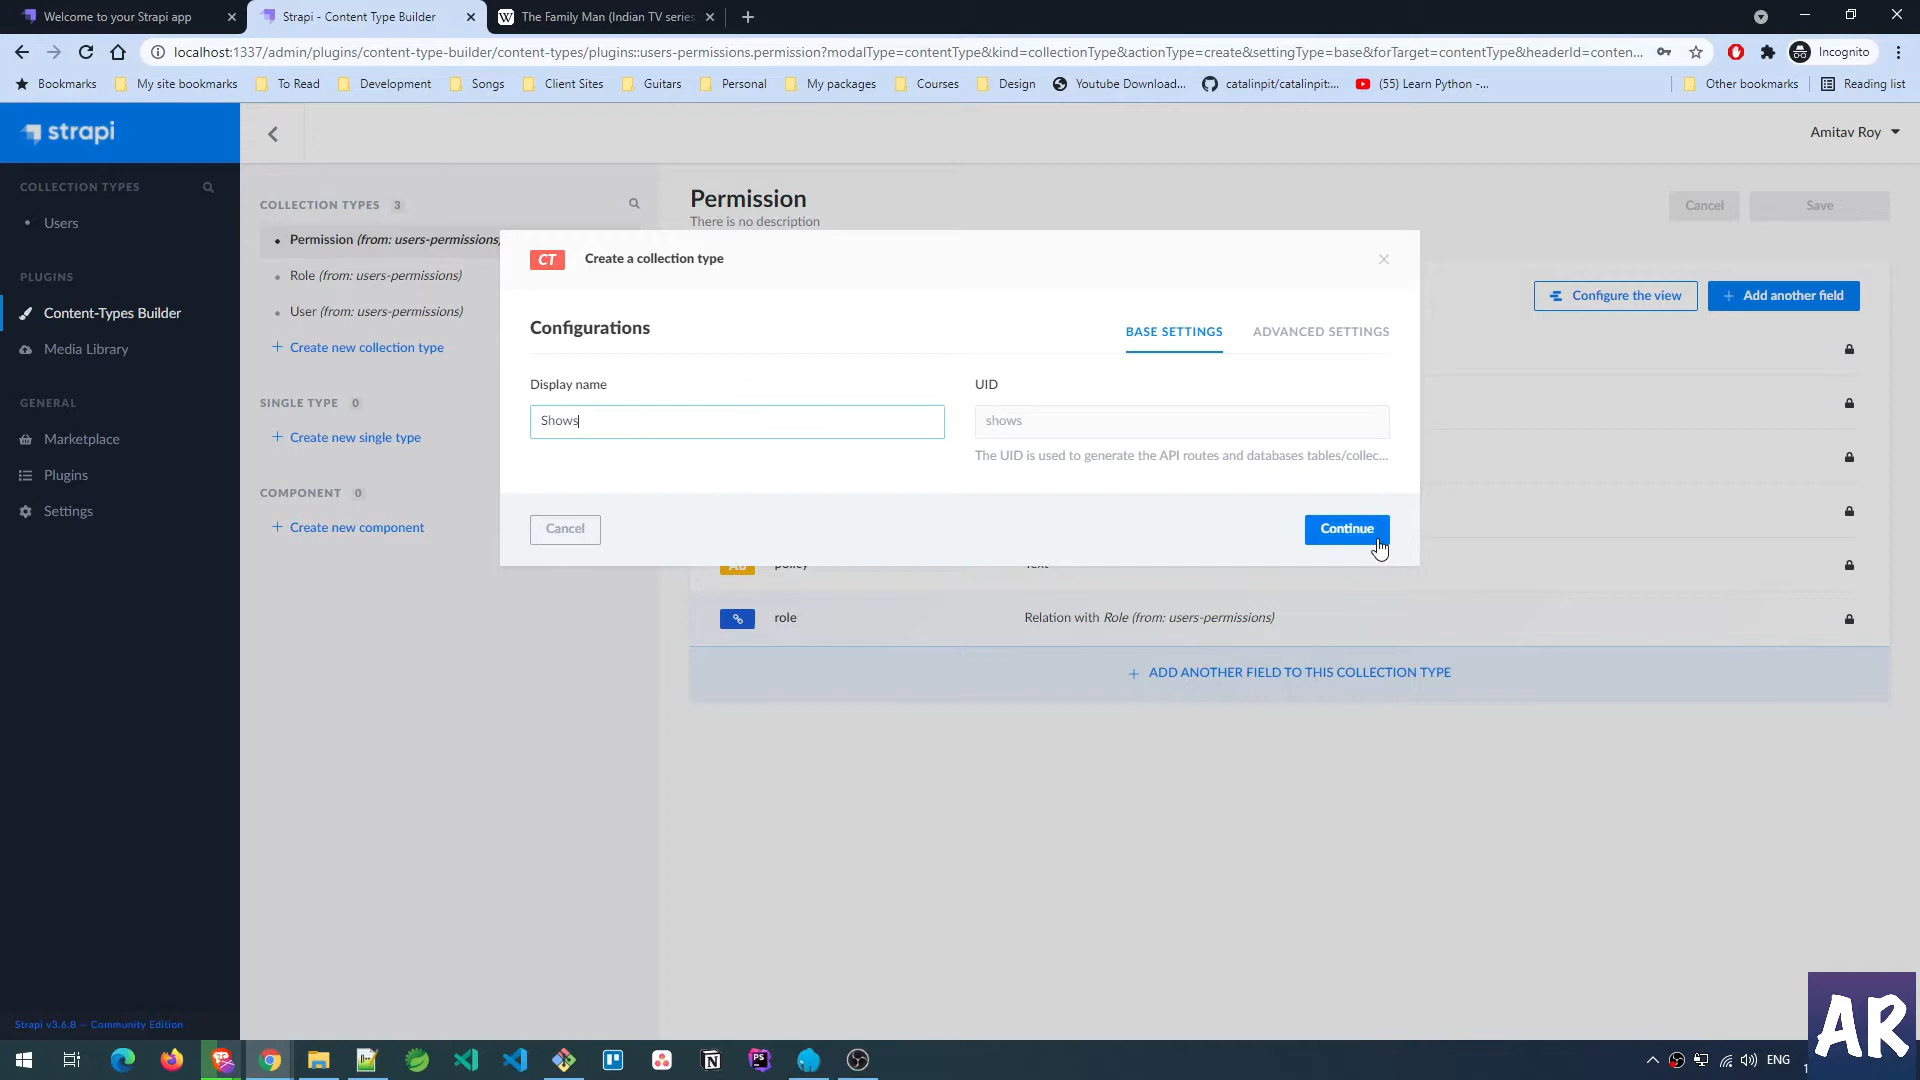 Welcome to your Strapi app
Strapi - Content Type Builder
The Family Man (Indian TV series
localhost:1337/admin/plugins/content-type-builder/content-types/plugins::users-permissions.permission?modalType=contentType&kind=collectionType&actionType=create&settingType=base&forTarget=contentType&headerId=conten...
Incognito
Bookmarks
My site bookmarks
To Read
Development
Songs
Client Sites
Guitars
Personal
My packages
Courses
Design
Youtube Download...
catalinpit/catalinpit:...
(55) Learn Python -...
Other bookmarks
Reading list
strapi
Amitav Roy
COLLECTION TYPES
Users
PLUGINS
Content-Types Builder
Media Library
GENERAL
Marketplace
Plugins
Settings
Strapi v3.6.8 — Community Edition
COLLECTION TYPES 3
Permission (from: users-permissions)
Role (from: users-permissions)
User (from: users-permissions)
Create new collection type
SINGLE TYPE 0
Create new single type
COMPONENT 0
Create new component
Permission
There is no description
Cancel
Save
Configure the view
Add another field
CT Create a collection type
Configurations
BASE SETTINGS
ADVANCED SETTINGS
Display name
Shows
UID
shows
The UID is used to generate the API routes and databases tables/collec...
Cancel
Continue
policy
Text
role
Relation with Role (from: users-permissions)
ADD ANOTHER FIELD TO THIS COLLECTION TYPE
ENG
AR